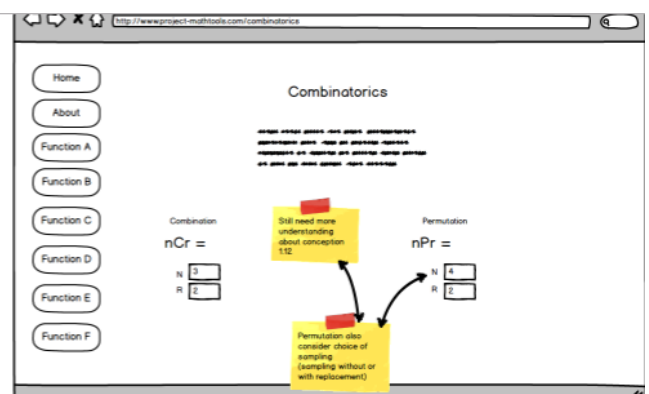 http://www.project-mathtools.com/combinatorics
Home
About
Function A
Function B
Function C
Function D
Function E
Function F
Combinatorics
Combination
nCr =
N 3
R 2
Still need more
understanding
about conception
1.12
Permutation
nPr =
N 4
R 2
Permutation also
consider choice of
sampling
(sampling without or
with replacement)